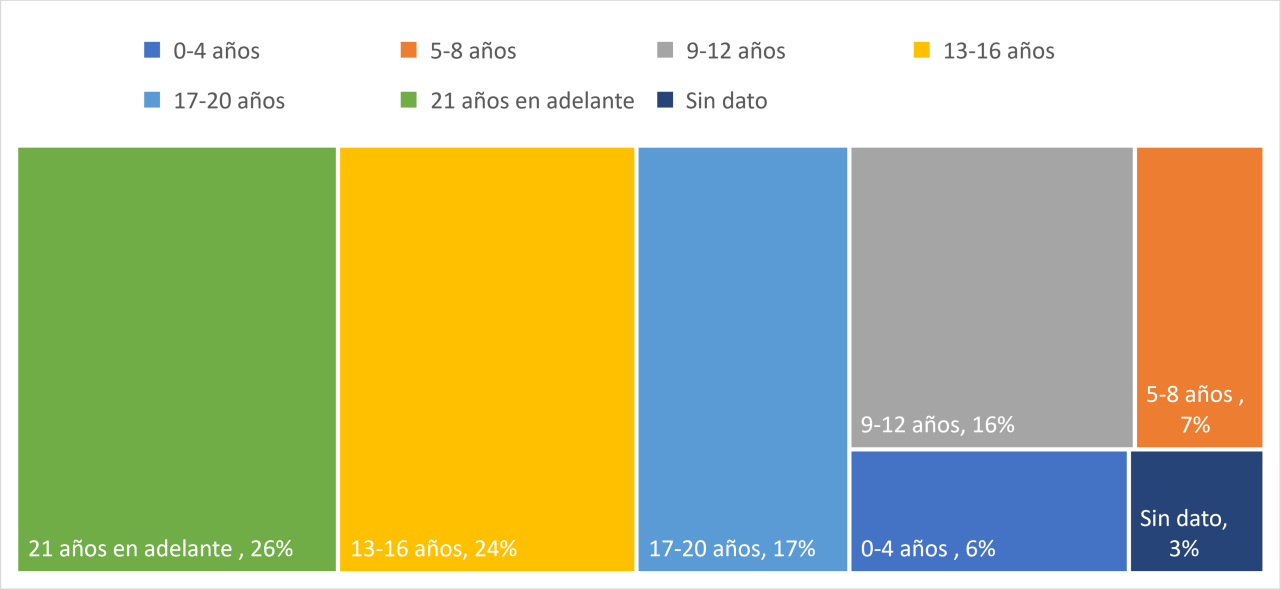 0-4 años
5-8 años
9-12 años
13-16 años
17-20 años
21 años en adelante
Sin dato
21 años en adelante , 26%
13-16 años, 24%
17-20 años, 17%
9-12 años, 16%
5-8 años ,
7%
0-4 años , 6%
Sin dato,
3%